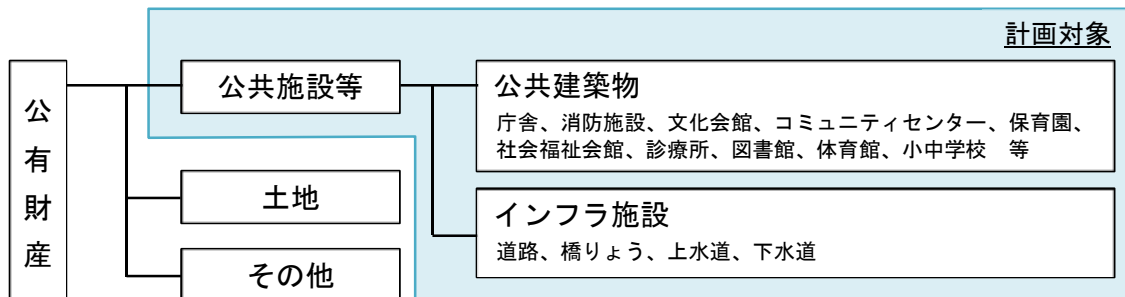 計画対象
公有財産
公共施設等
公共建築物
庁舎、消防施設、文化会館、コミュニティセンター、保育園、
社会福祉会館、診療所、図書館、体育館、小中学校　等
土地
インフラ施設
道路、橋りょう、上水道、下水道
その他